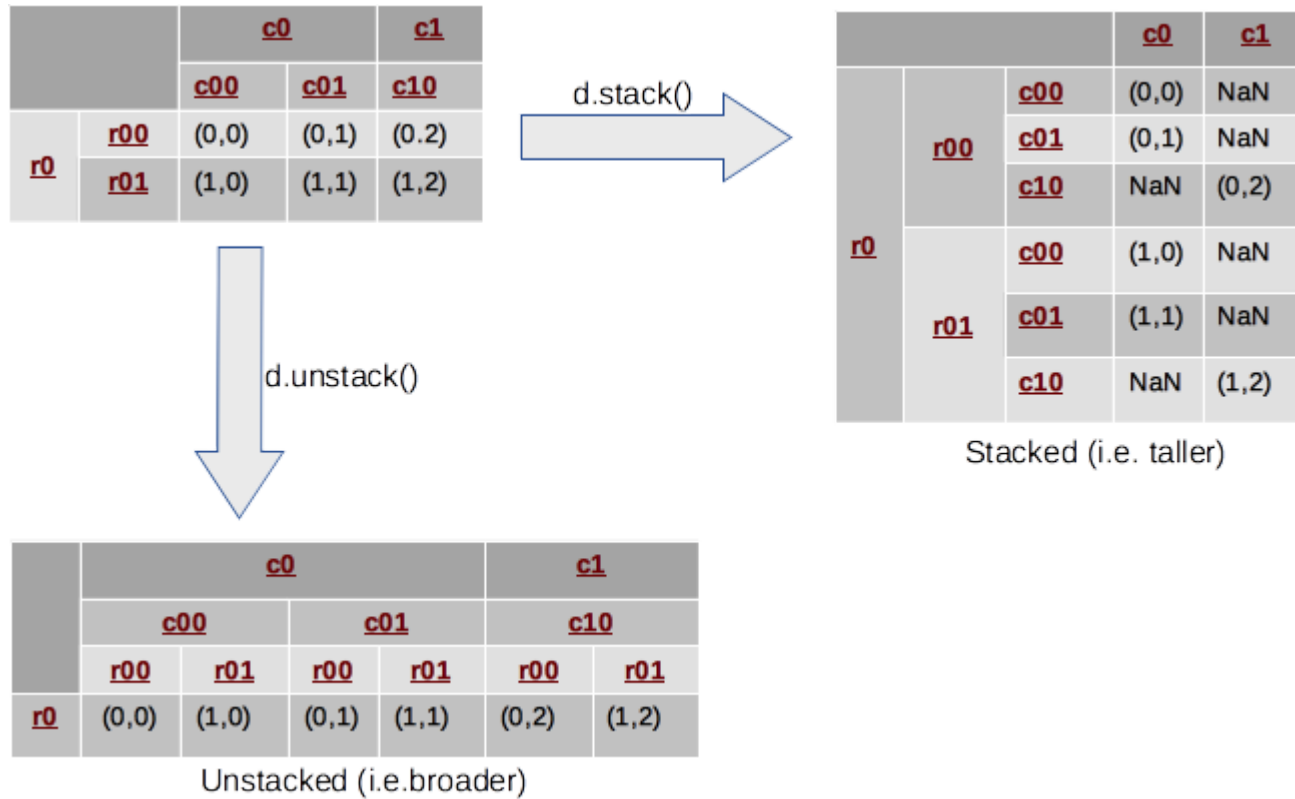 c0 c1
c00 c01 c10
r0 r00 (0,0) (0,1) (0.2)
r01 (1,0) (1,1) (1,2)
d.stack()
c0 c1
r0 r00 c00 (0,0) NaN
c01 (0,1) NaN
c10 NaN (0,2)
r01 c00 (1,0) NaN
c01 (1,1) NaN
c10 NaN (1,2)
Stacked (i.e. taller)
d.unstack()
c0 c1
c00 c01 c10
r00 r01 r00 r01 r00 r01
r0 (0,0) (1,0) (0,1) (1,1) (0,2) (1,2)
Unstacked (i.e.broader)